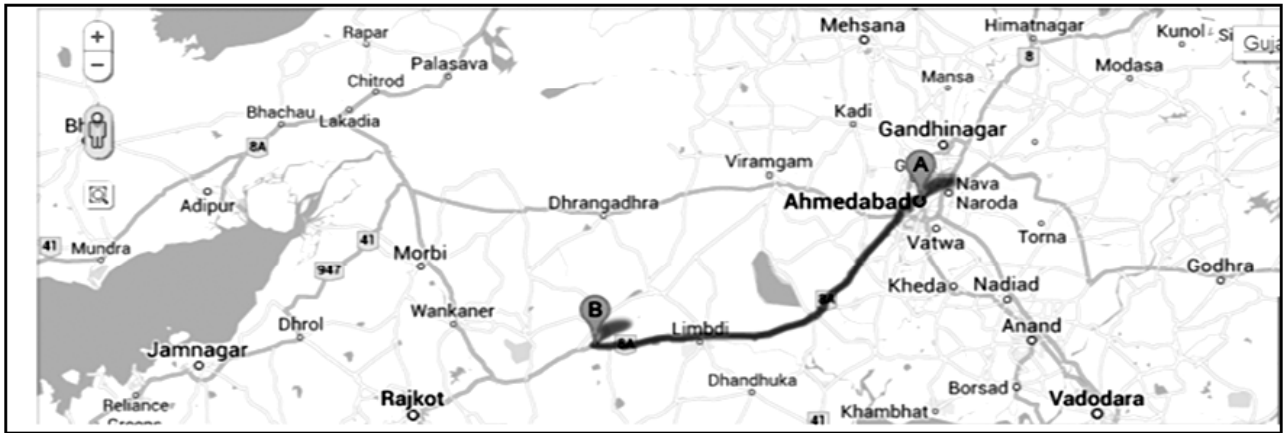 Mehsana
Himatnagar
Kunol
Rapar
8
Palasava
Modasa
Chitrod
Mansa
Bhachau
Lakadia
Kadi
8A
Gandhinagar
Viramgam
A
Nava
Naroda
Adipur
Dhrangadhra
Ahmedabad
41
Mundra
41
Morbi
Vatwa
Torna
947
Godhra
Kheda
Nadiad
8A
B
Wankaner
Dhrol
Limbdi
Anand
8A
Jamnagar
Dhandhuka
Borsad
Rajkot
Vadodara
Reliance
Khambhat
41